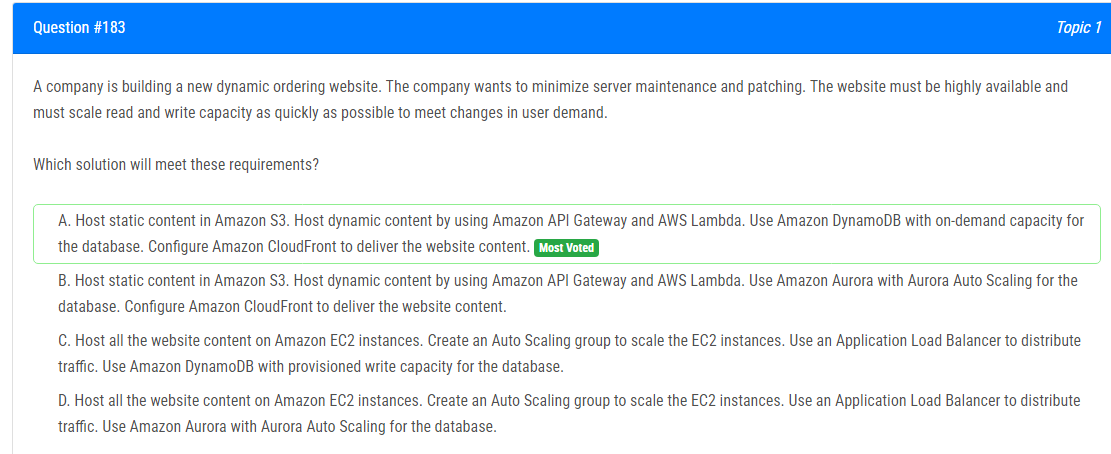 Question #183
Topic 1
A company is building a new dynamic ordering website. The company wants to minimize server maintenance and patching. The website must be highly available and
must scale read and write capacity as quickly as possible to meet changes in user demand.
Which solution will meet these requirements?
A. Host static content in Amazon S3. Host dynamic content by using Amazon API Gateway and AWS Lambda. Use Amazon DynamoDB with on-demand capacity for
the database. Configure Amazon CloudFront to deliver the website content. Most Voted
B. Host static content in Amazon S3. Host dynamic content by using Amazon API Gateway and AWS Lambda. Use Amazon Aurora with Aurora Auto Scaling for the
database. Configure Amazon CloudFront to deliver the website content.
C. Host all the website content on Amazon EC2 instances. Create an Auto Scaling group to scale the EC2 instances. Use an Application Load Balancer to distribute
traffic. Use Amazon DynamoDB with provisioned write capacity for the database.
D. Host all the website content on Amazon EC2 instances. Create an Auto Scaling group to scale the EC2 instances. Use an Application Load Balancer to distribute
traffic. Use Amazon Aurora with Aurora Auto Scaling for the database.